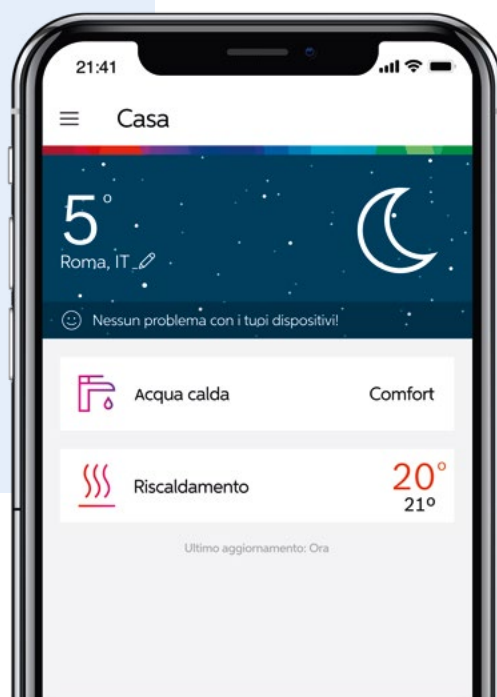 21:41
Casa
5°
Roma, IT
Nessun problema con i tuoi dispositivi!
Acqua calda
Comfort
Riscaldamento
20°
21°
Ultimo aggiornamento: Ora